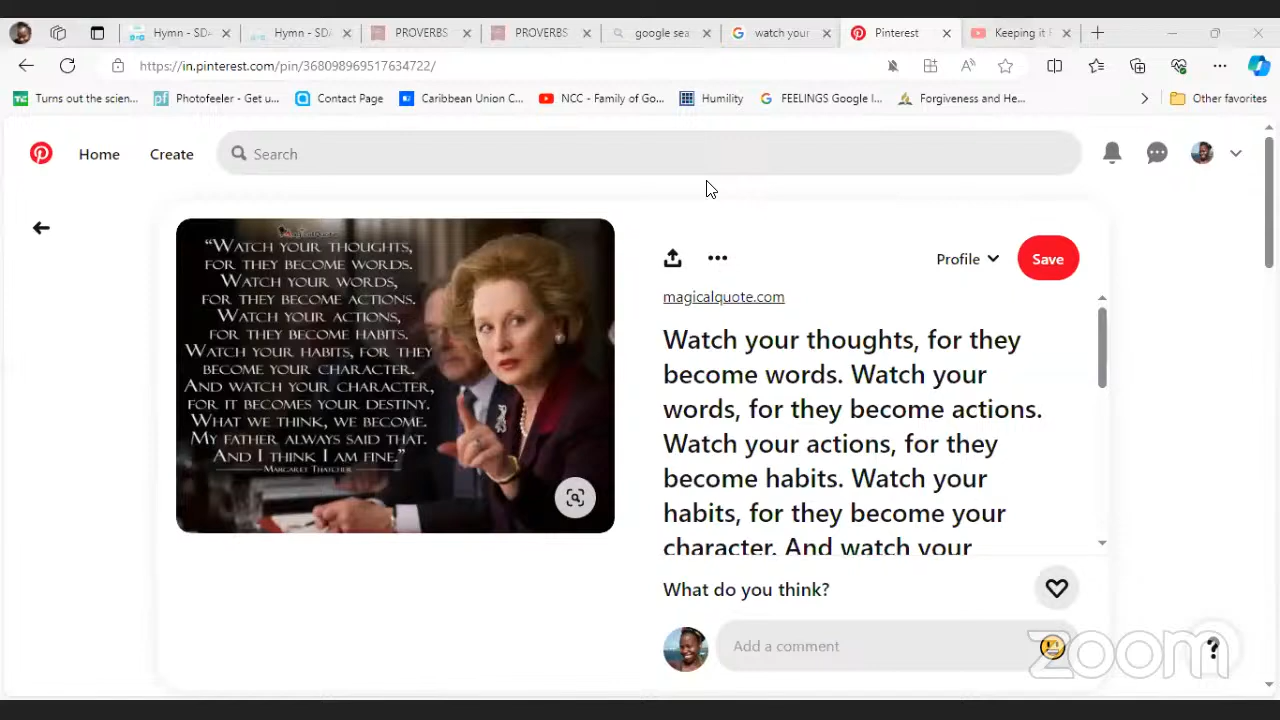 Hymn - SDA
Hymn - SDA
PROVERBS
PROVERBS
google sea
watch your
Pinterest
Keeping it
https://in.pinterest.com/pin/368098969517634722/
Turns out the scien...
Photofeeler - Get u...
Contact Page
Caribbean Union C...
NCC - Family of Go...
Humility
FEELINGS Google I...
Forgiveness and He...
Other favorites
Home
Create
Search
"WATCH YOUR THOUGHTS,
FOR THEY BECOME WORDS.
WATCH YOUR WORDS,
FOR THEY BECOME ACTIONS.
WATCH YOUR ACTIONS,
FOR THEY BECOME HABITS.
WATCH YOUR HABITS, FOR THEY
BECOME YOUR CHARACTER.
AND WATCH YOUR CHARACTER,
FOR IT BECOMES YOUR DESTINY.
WHAT WE THINK, WE BECOME.
MY FATHER ALWAYS SAID THAT.
AND I THINK I AM FINE."
MARGARET THATCHER
Profile
Save
magicalquote.com
Watch your thoughts, for they
become words. Watch your
words, for they become actions.
Watch your actions, for they
become habits. Watch your
habits, for they become your
character. And watch your
What do you think?
Add a comment
zoom
?